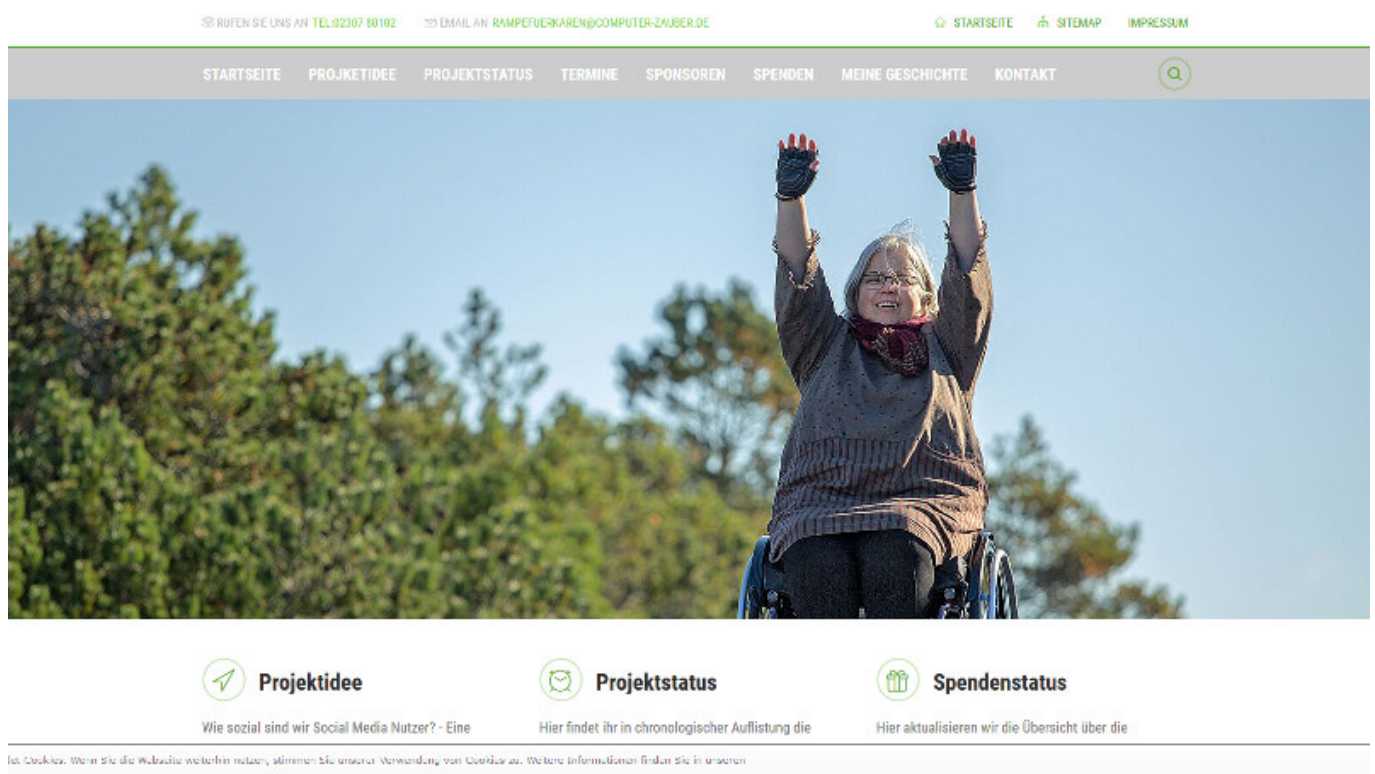 RUFEN SIE UNS AN TEL:02307 80102 EMAIL AN RAMPEFUERKAREN@COMPUTER-ZAUBER.DE STARTSEITE SITEMAP IMPRESSUM
STARTSEITE PROJKETIDEE PROJEKTSTATUS TERMINE SPONSOREN SPENDEN MEINE GESCHICHTE KONTAKT
Projektidee Projektstatus Spendenstatus
Wie sozial sind wir Social Media Nutzer? - Eine Hier findet ihr in chronologischer Auflistung die Hier aktualisieren wir die Übersicht über die
Cookies. Wenn Sie die Webseite weiterhin nutzen, stimmen Sie unserer Verwendung von Cookies zu. Weitere Informationen finden Sie in unseren